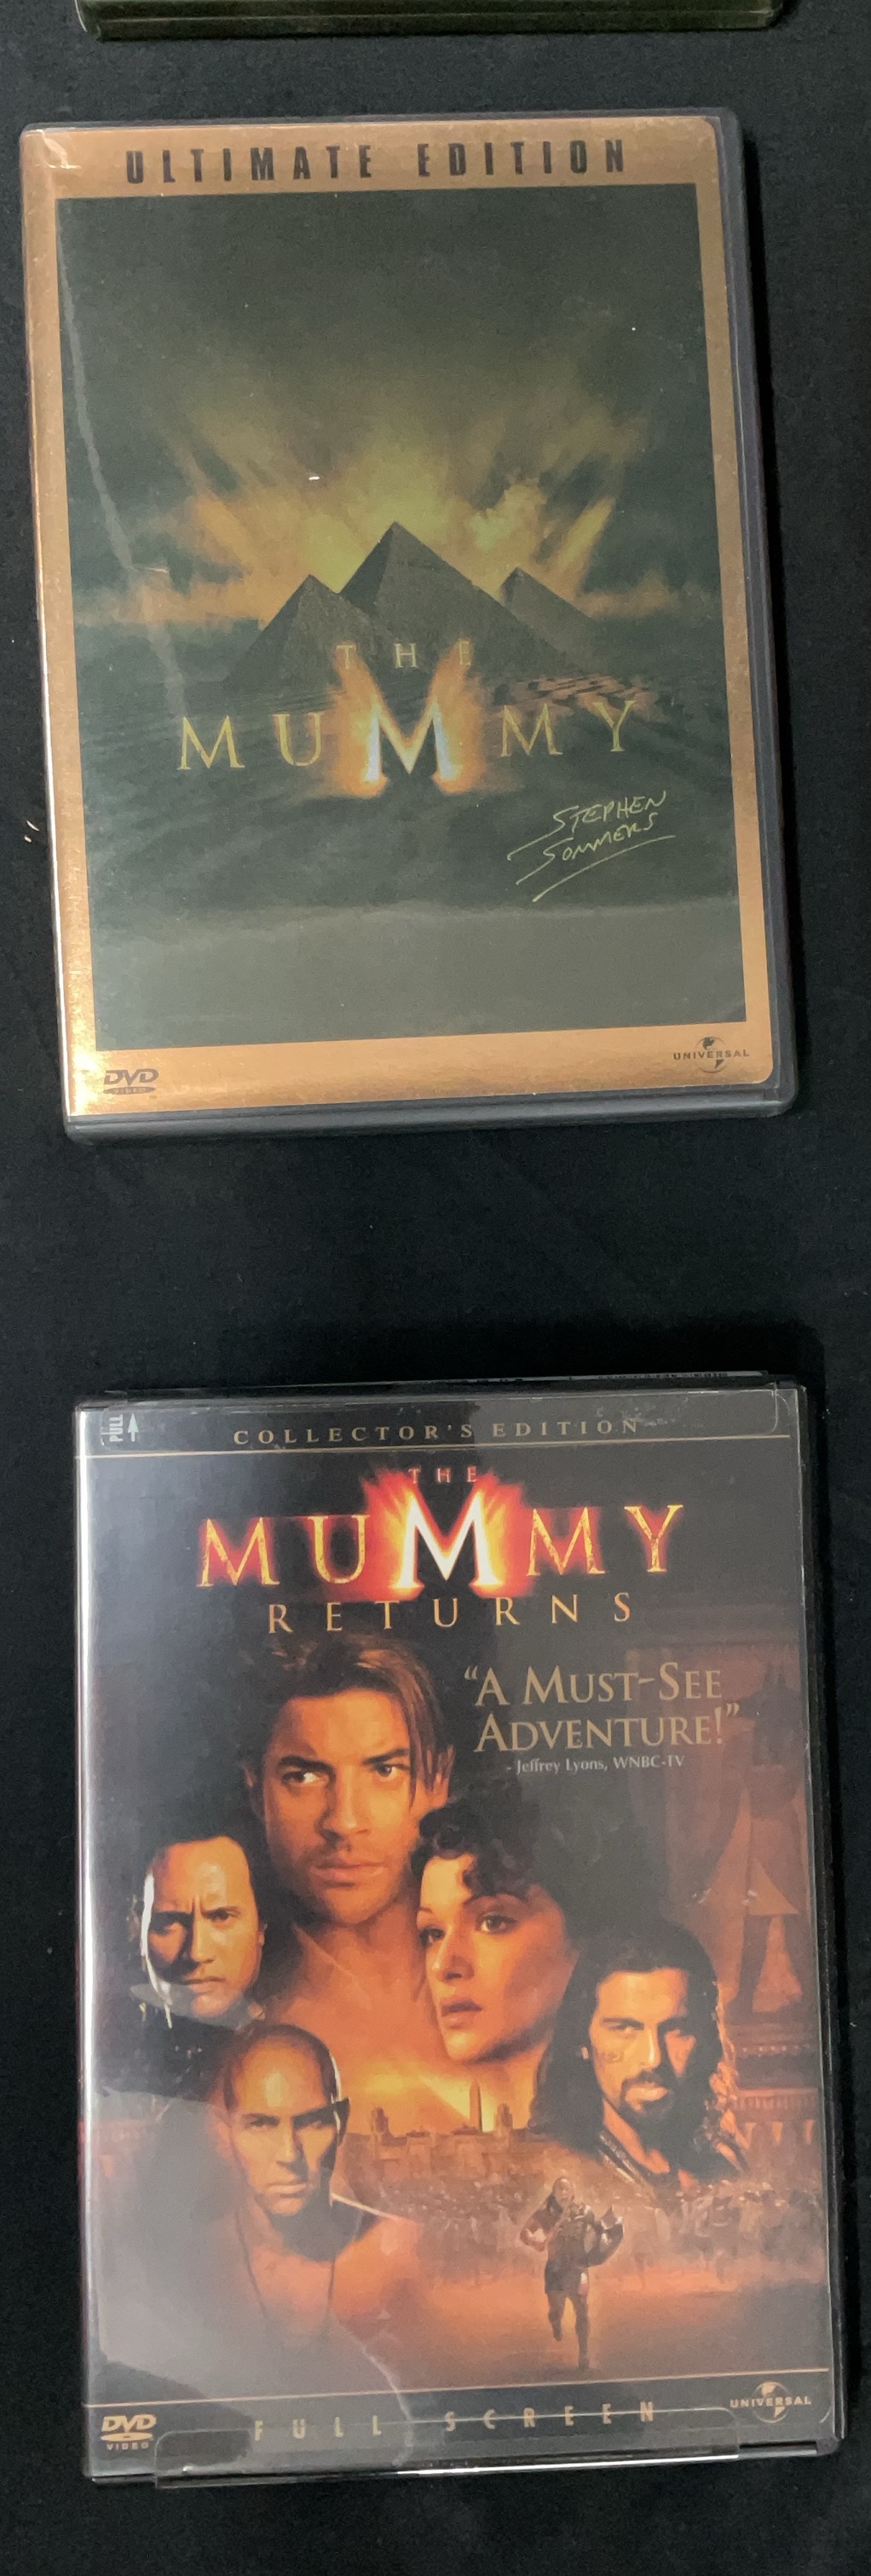 ULTIMATE EDITION
THE
MUMMY
STEPHEN
SOMMERS
DVD
VIDEO
UNIVERSAL
PULL
COLLECTOR'S EDITION
THE
MUMMY
RETURNS
"A MUST-SEE
ADVENTURE!"
- Jeffrey Lyons, WNBC-TV
DVD
VIDEO
FULL SCREEN
UNIVERSAL